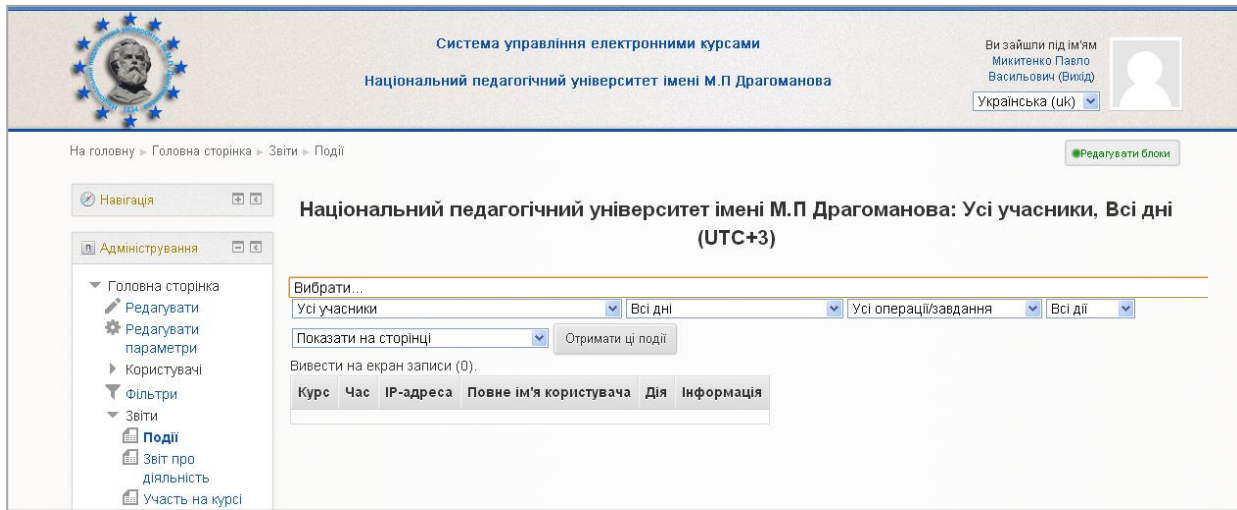 Система управління електронними курсами
Національний педагогічний університет імені М.П Драгоманова
Ви зайшли під ім'ям
Микитенко Павло
Васильович (Вихід)
Українська (uk)
На головну ► Головна сторінка ► Звіти ► Події
Редагувати блоки
Навігація
Адміністрування
Головна сторінка
Редагувати
Редагувати
параметри
Користувачі
Фільтри
Звіти
Події
Звіт про
діяльність
Участь на курсі
Національний педагогічний університет імені М.П Драгоманова: Усі учасники, Всі дні
(UTC+3)
Вибрати...
Усі учасники Всі дні Усі операції/завдання Всі дії
Показати на сторінці Отримати ці події
Вивести на екран записи (0).
Курс Час IP-адреса Повне ім'я користувача Дія Інформація